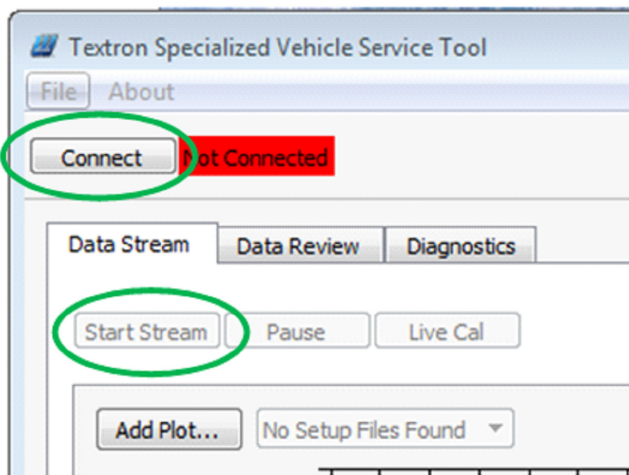 Textron Specialized Vehicle Service Tool
File About
Connect Not Connected
Data Stream Data Review Diagnostics
Start Stream Pause Live Cal
Add Plot... No Setup Files Found